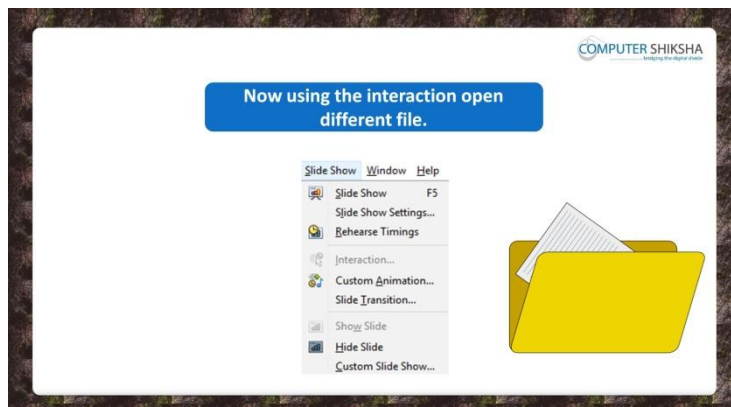 COMPUTER SHIKSHA
bridging the digital divide
Now using the interaction open
different file.
Slide Show Window Help
Slide Show F5
Slide Show Settings...
Rehearse Timings
Interaction...
Custom Animation...
Slide Transition...
Show Slide
Hide Slide
Custom Slide Show...